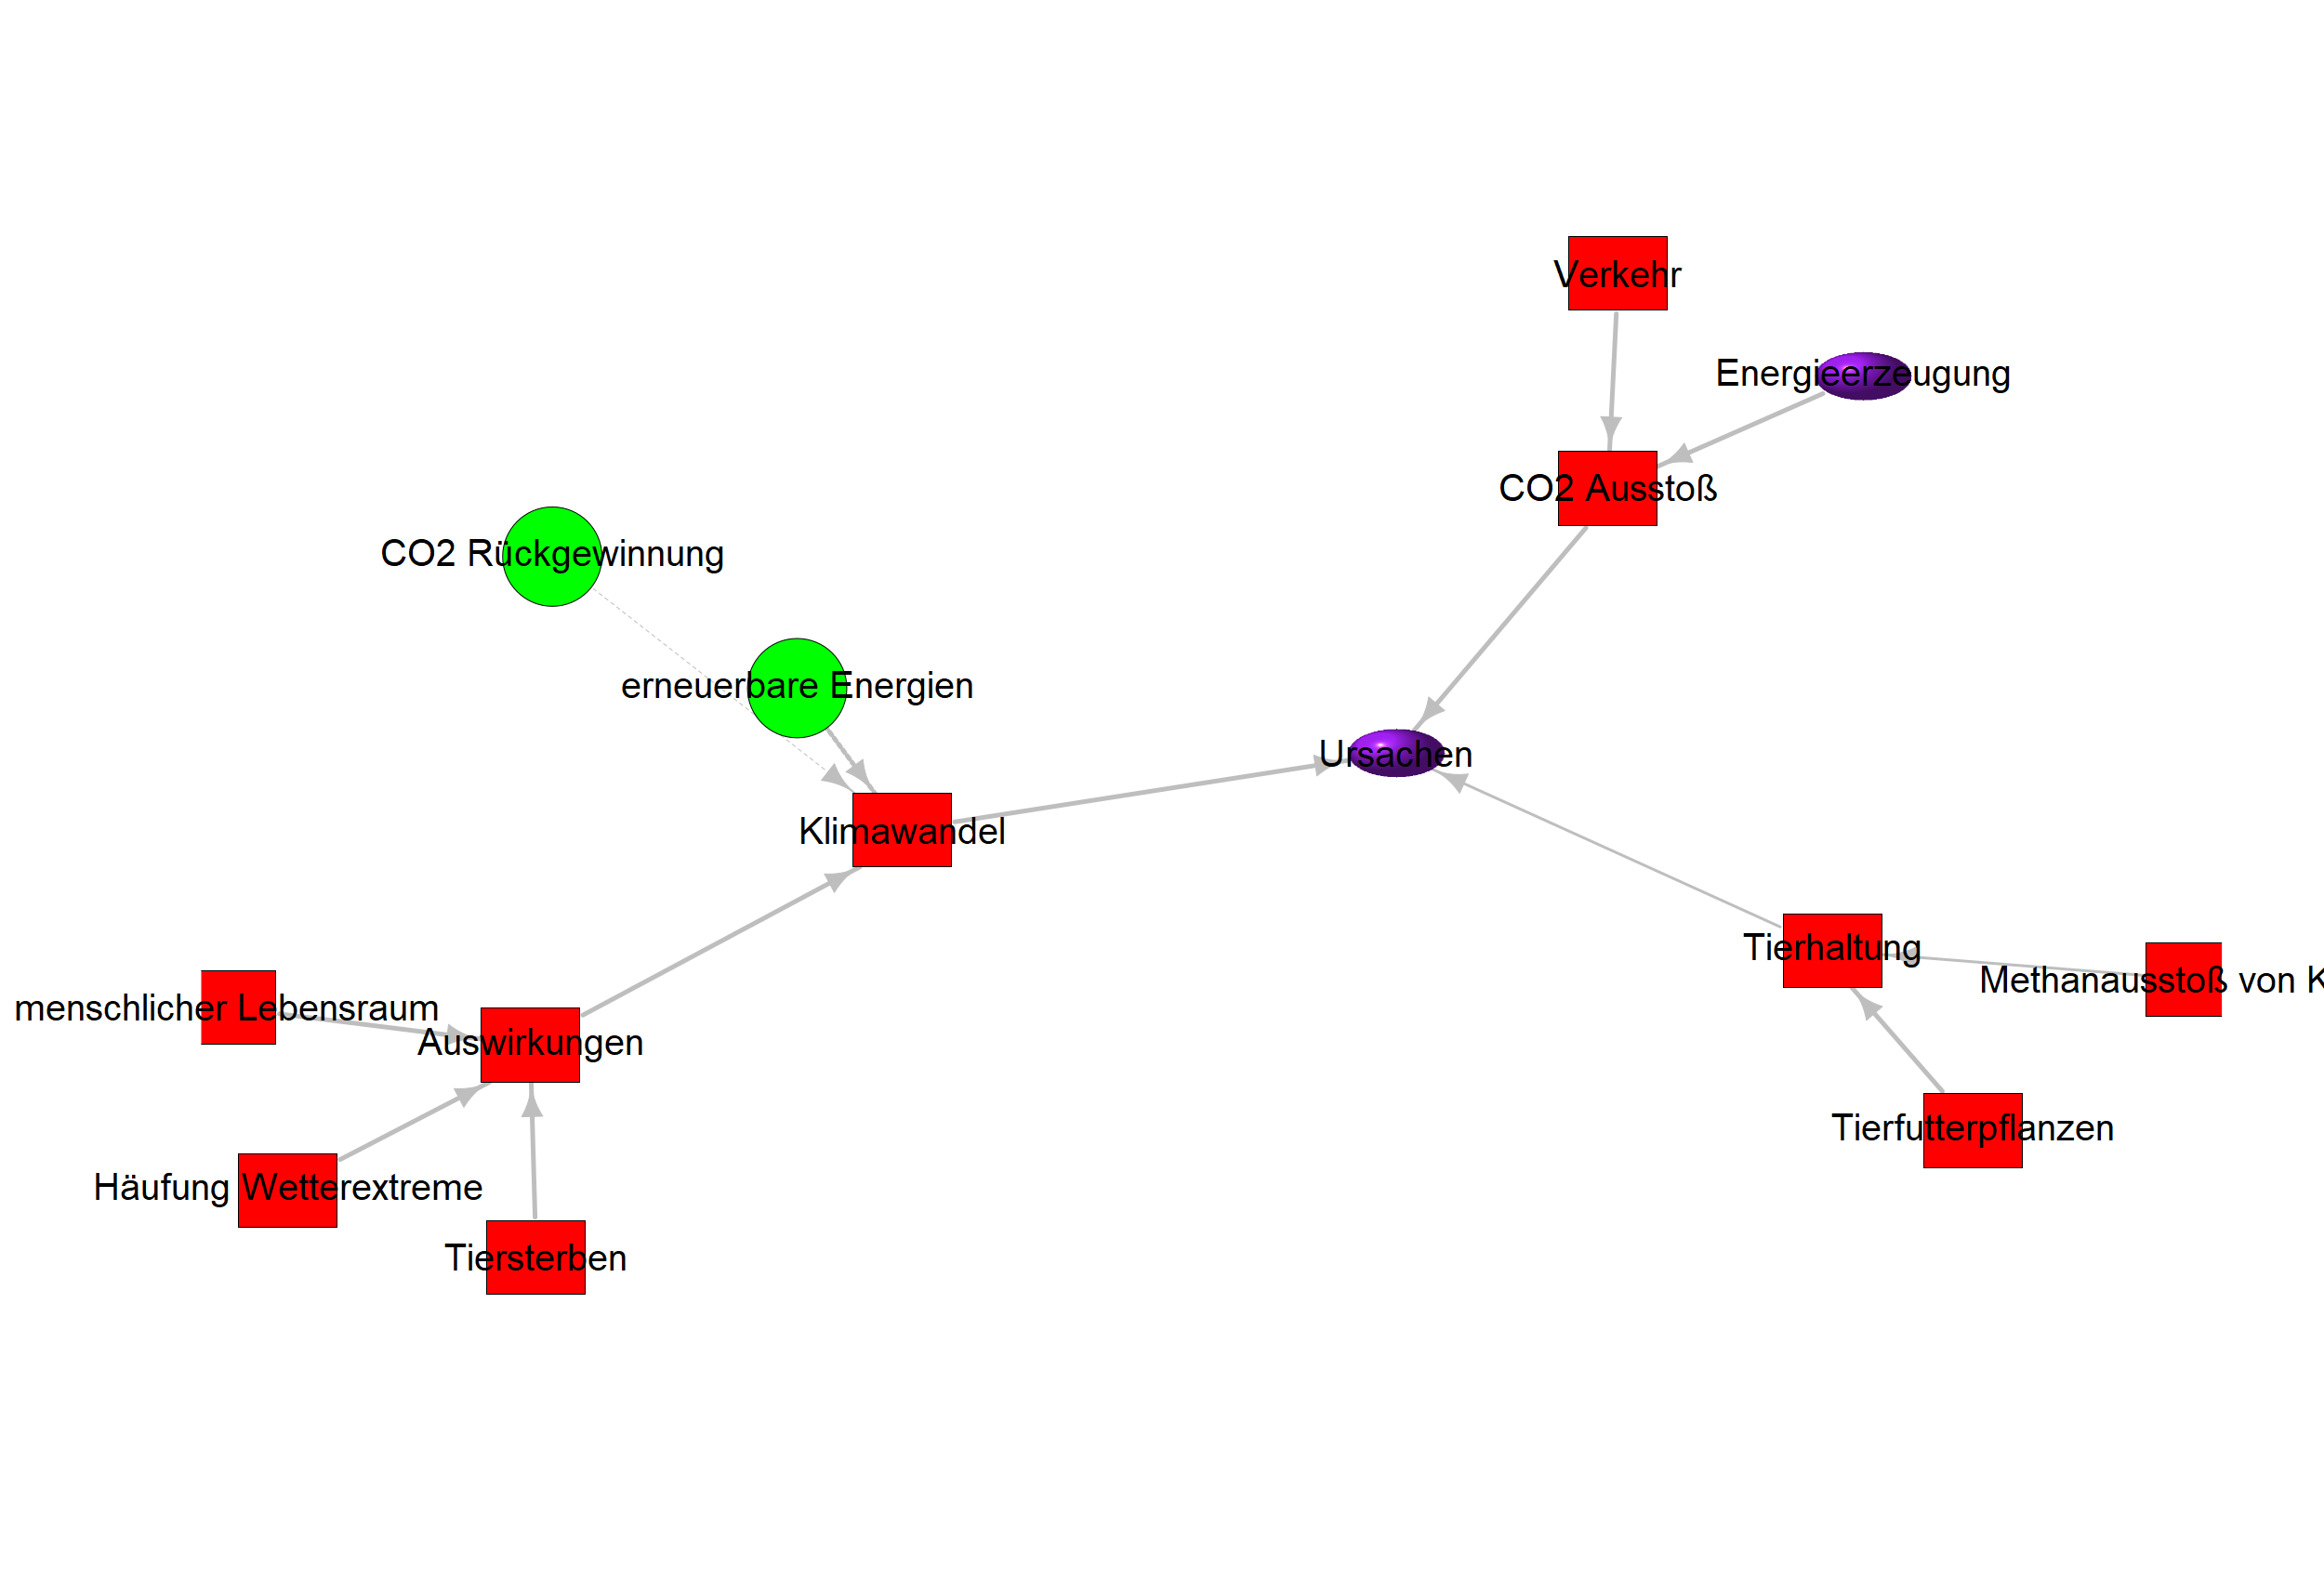 Verkehr
Energieerzeugung
CO2 Ausstoß
CO2 Rückgewinnung
erneuerbare Energien
Ursachen
Klimawandel
Tierhaltung
Methanausstoß von K
menschlicher Lebensraum
Auswirkungen
Tierfutterpflanzen
Häufung Wetterextreme
Tiersterben